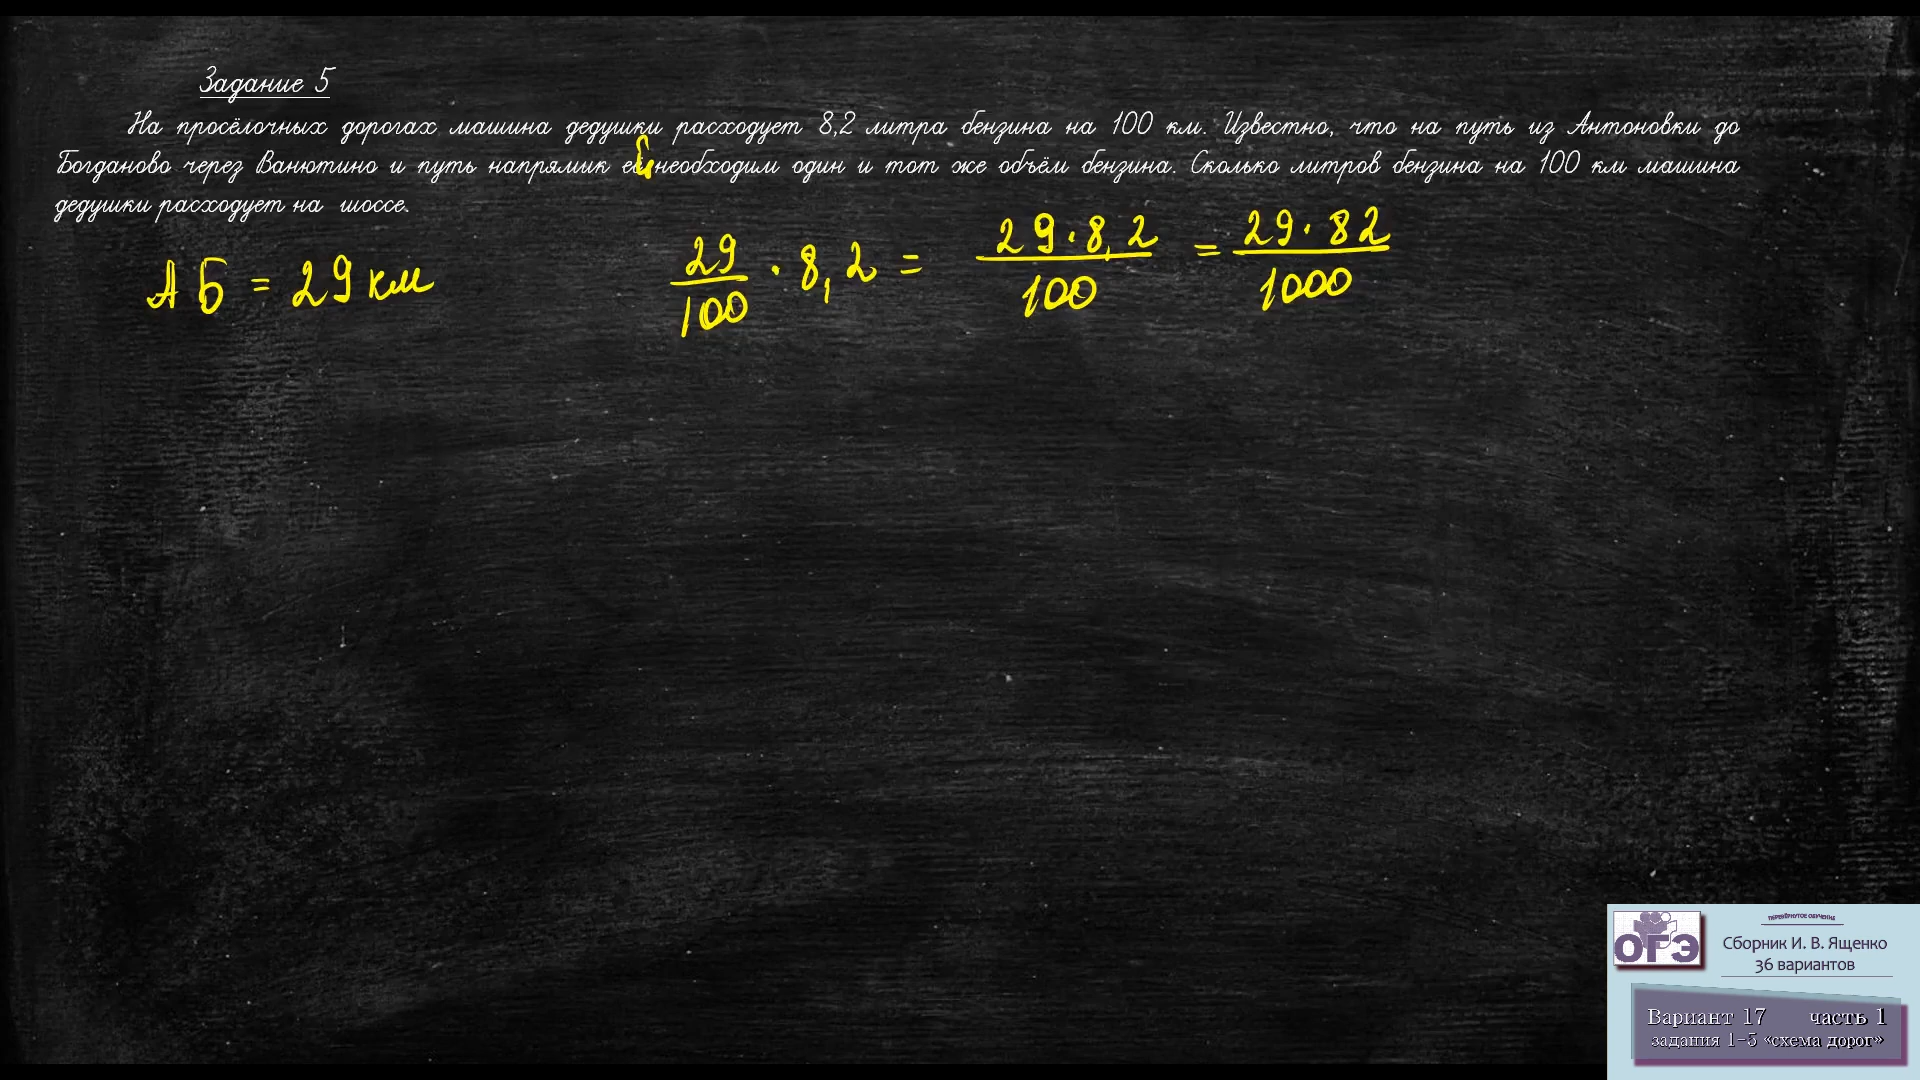 Задание 5
На просёлочных дорогах машина дедушки расходует 8,2 литра бензина на 100 км. Известно, что на путь из Антоновки до
Богданово через Ванютино и путь напрямик ей необходим один и тот же объём бензина. Сколько литров бензина на 100 км машина
дедушки расходует на шоссе.
АБ = 29 км
29/100 · 8,2 = 29·8,2/100 = 29·82/1000
ПЕРЕВЁРНУТОЕ ОБУЧЕНИЕ
ОГЭ
Сборник И. В. Ященко
36 вариантов
Вариант 17 часть 1
задания 1-5 «схема дорог»